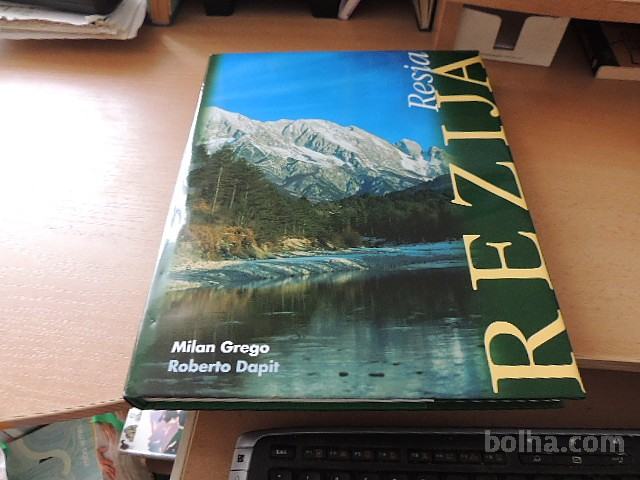 Resia
REZIJA
Milan Grego
Roberto Dapit
bolha.com